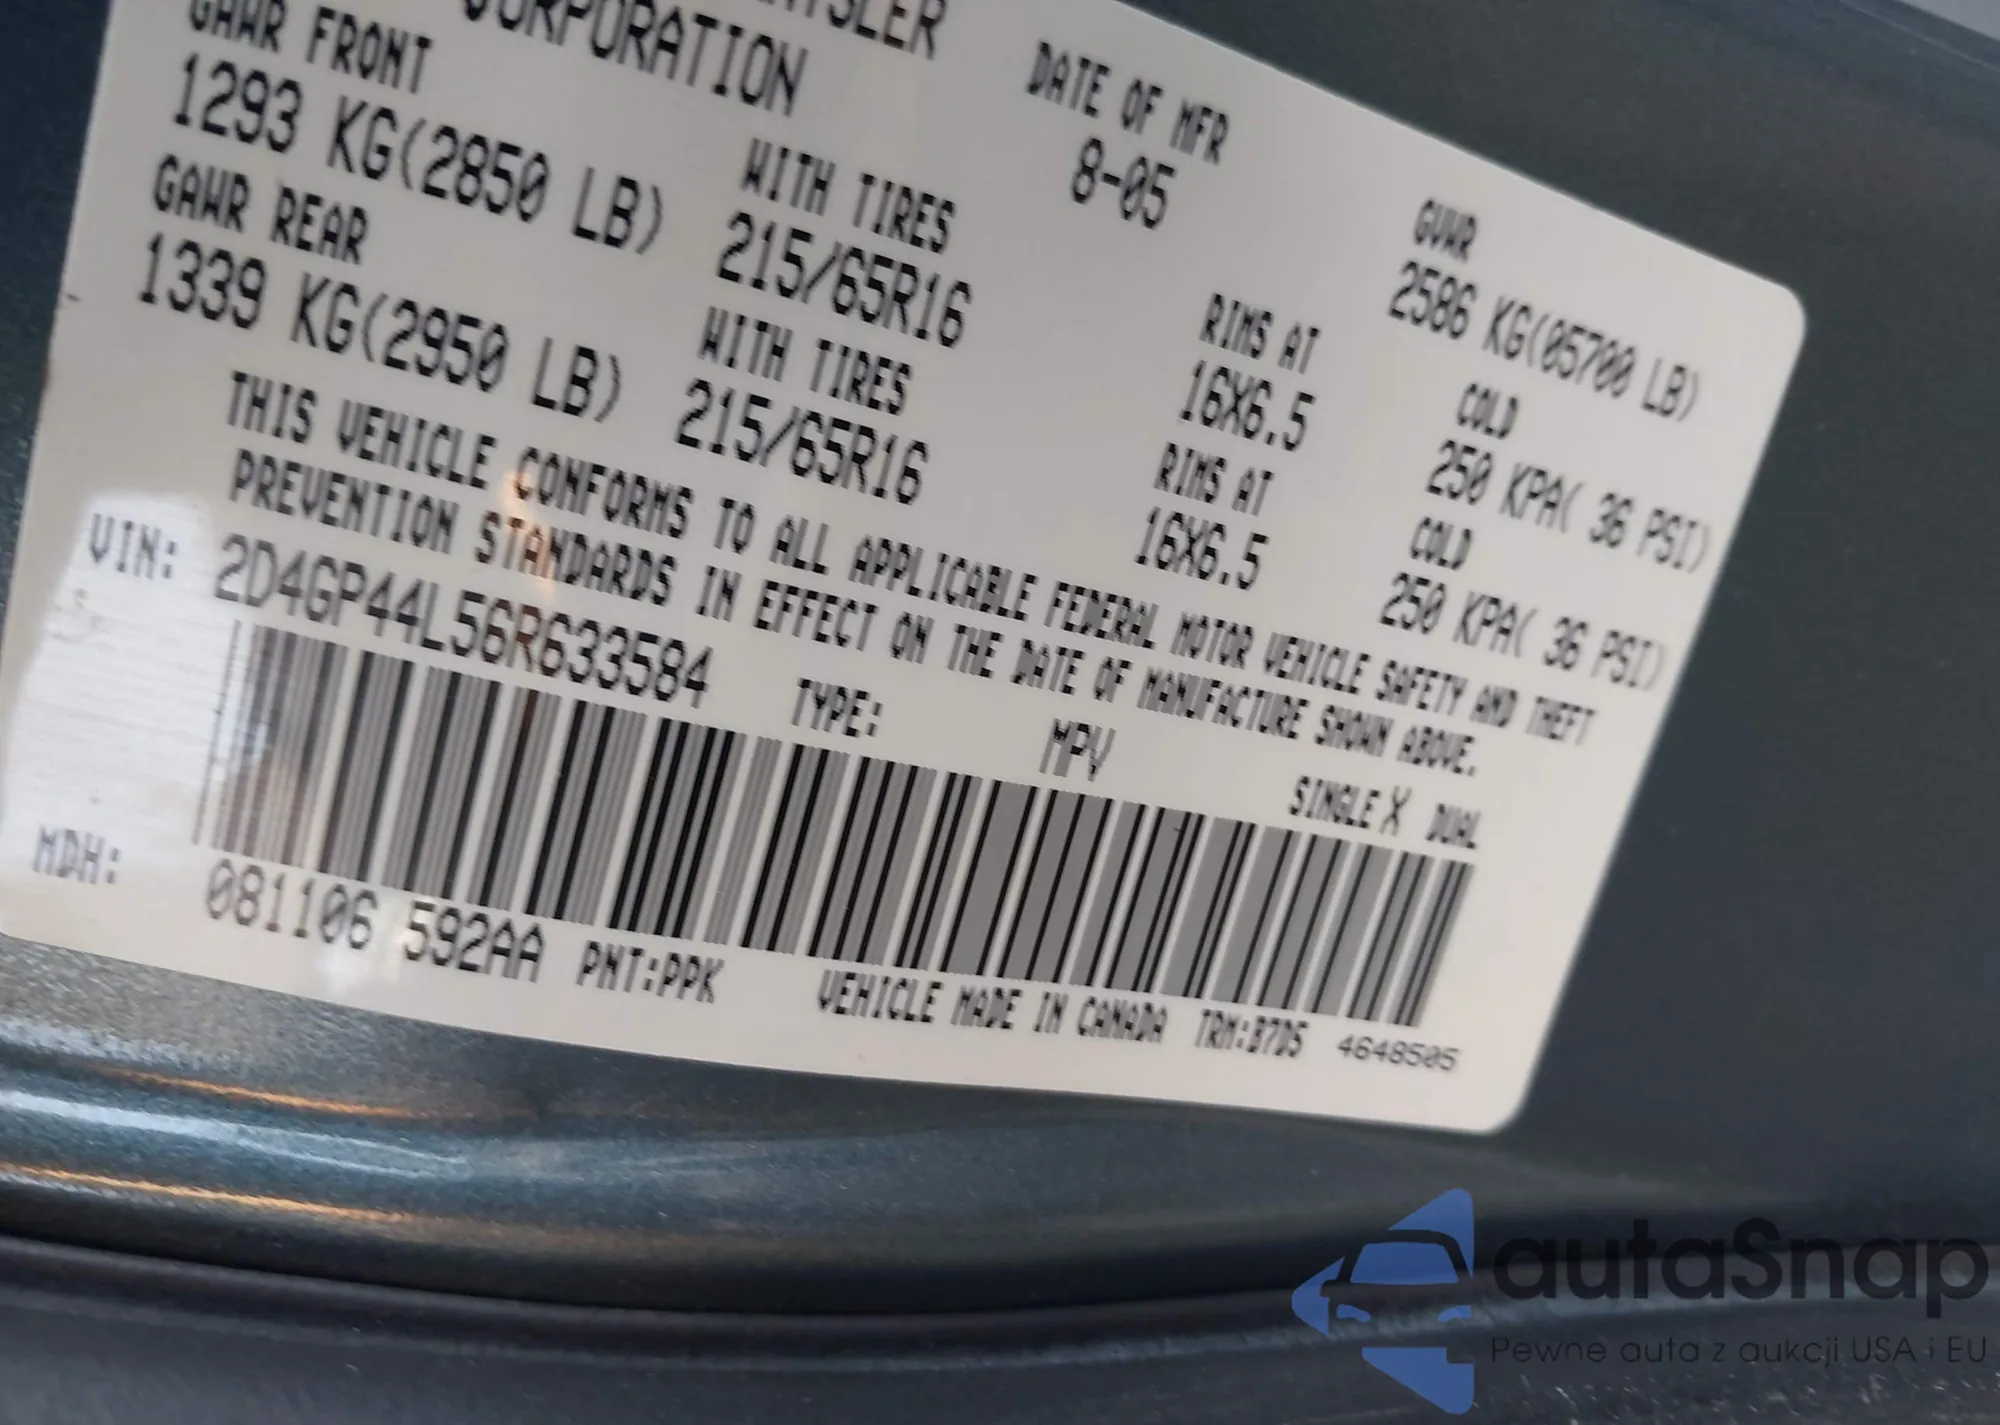 CORPORATION
DATE OF MFR
8-05
GVWR
2586 KG(05700 LB)
GAWR FRONT
1293 KG(2850 LB)
WITH TIRES
215/65R16
RIMS AT
16X6.5
COLD
250 KPA( 36 PSI)
GAWR REAR
1339 KG(2950 LB)
WITH TIRES
215/65R16
RIMS AT
16X6.5
COLD
250 KPA( 36 PSI)
THIS VEHICLE CONFORMS TO ALL APPLICABLE FEDERAL MOTOR VEHICLE SAFETY AND THEFT
PREVENTION STANDARDS IN EFFECT ON THE DATE OF MANUFACTURE SHOWN ABOVE.
VIN: 2D4GP44L56R633584 TYPE: MPV SINGLE X DUAL
MDH: 081106 592AA PNT:PPK VEHICLE MADE IN CANADA TRM:B7D5 4648505
autaSnap
Pewne auta z aukcji USA i EU